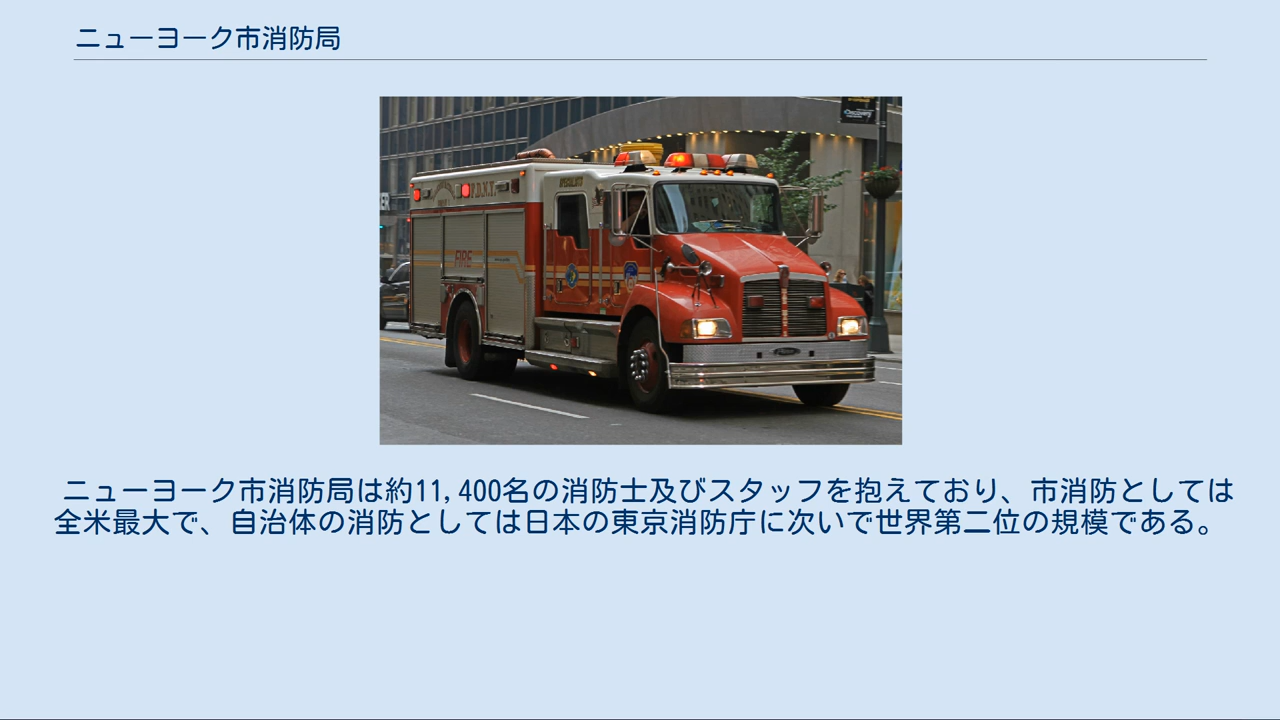 ニューヨーク市消防局
F.D.N.Y.
FIRE
ニューヨーク市消防局は約11,400名の消防士及びスタッフを抱えており、市消防としては
全米最大で、自治体の消防としては日本の東京消防庁に次いで世界第二位の規模である。